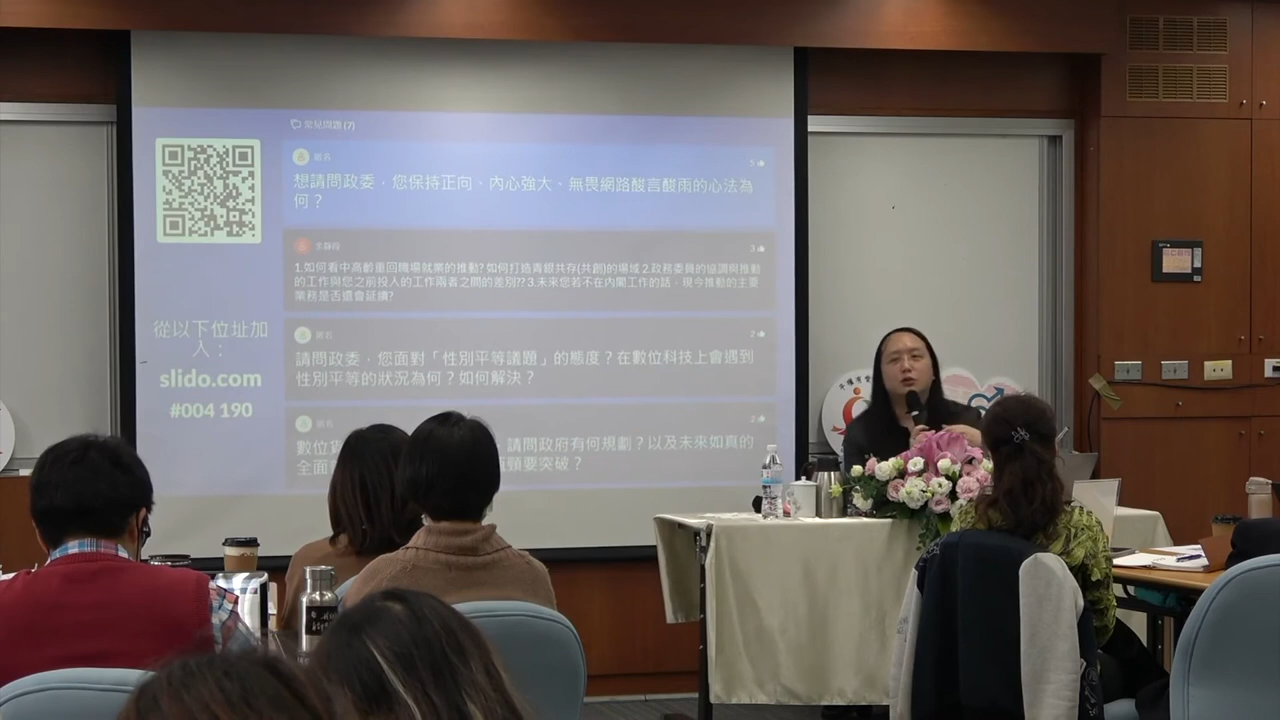 常見問題 (7)
匿名
5
想請問政委，您保持正向、內心強大、無畏網路酸言酸雨的心法為
何？
3
1.如何看中高齡重回職場就業的推動? 如何打造青銀共存(共創)的場域 2.政務委員的協調與推動
的工作與您之前投入的工作兩者之間的差別?? 3.未來您若不在內閣工作的話，現今推動的主要
業務是否還會延續?
匿名
2
請問政委，您面對「性別平等議題」的態度？在數位科技上會遇到
性別平等的狀況為何？如何解決？
匿名
2
數位貨
請問政府有何規劃？以及未來如真的
全面
頸要突破？
從以下位址加
入：
slido.com
#004 190